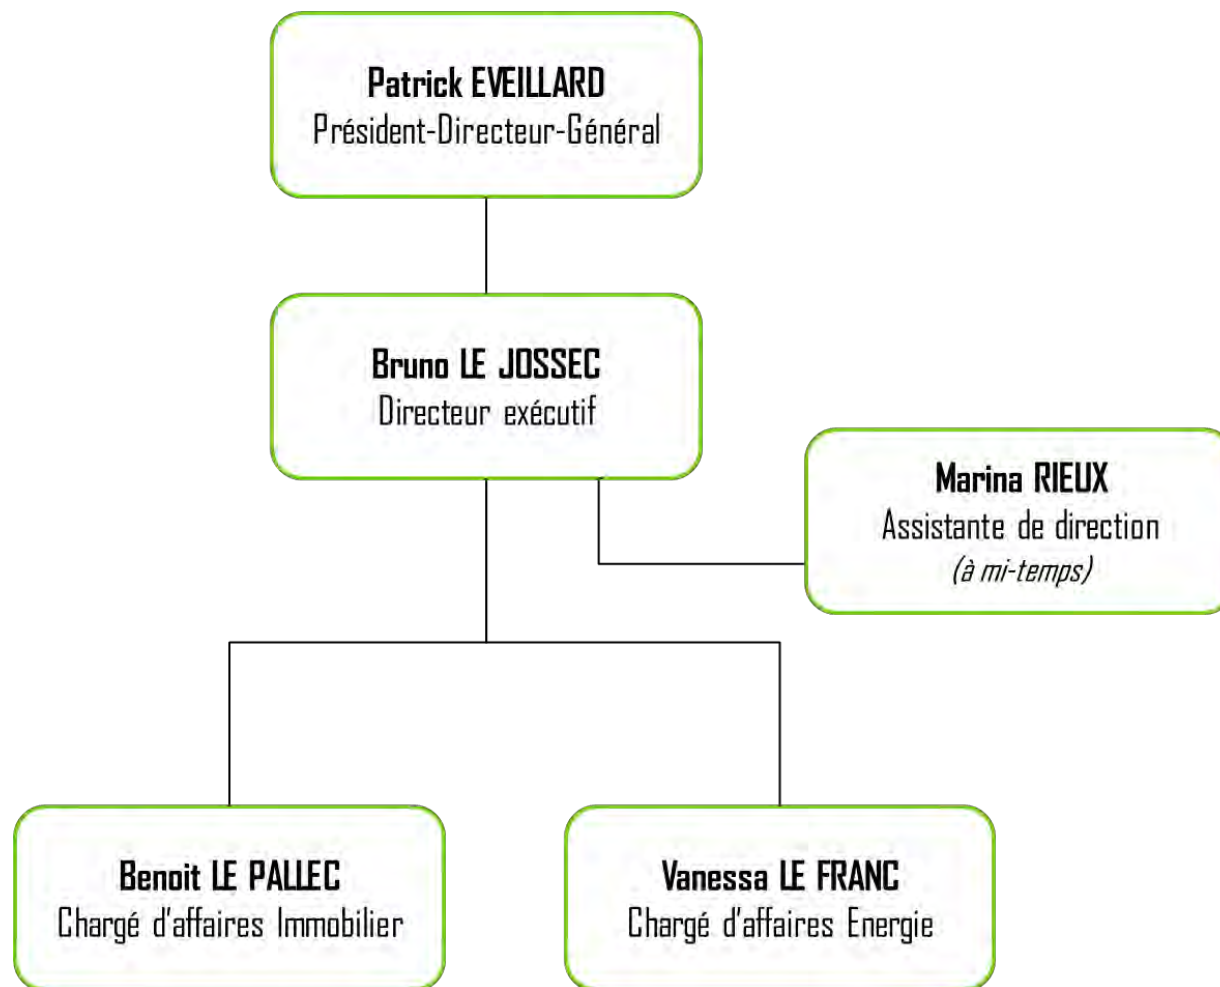 Patrick EVEILLARD
Président-Directeur-Général
Bruno LE JOSSEC
Directeur exécutif
Marina RIEUX
Assistante de direction
(à mi-temps)
Benoit LE PALLEC
Chargé d'affaires Immobilier
Vanessa LE FRANC
Chargé d'affaires Energie